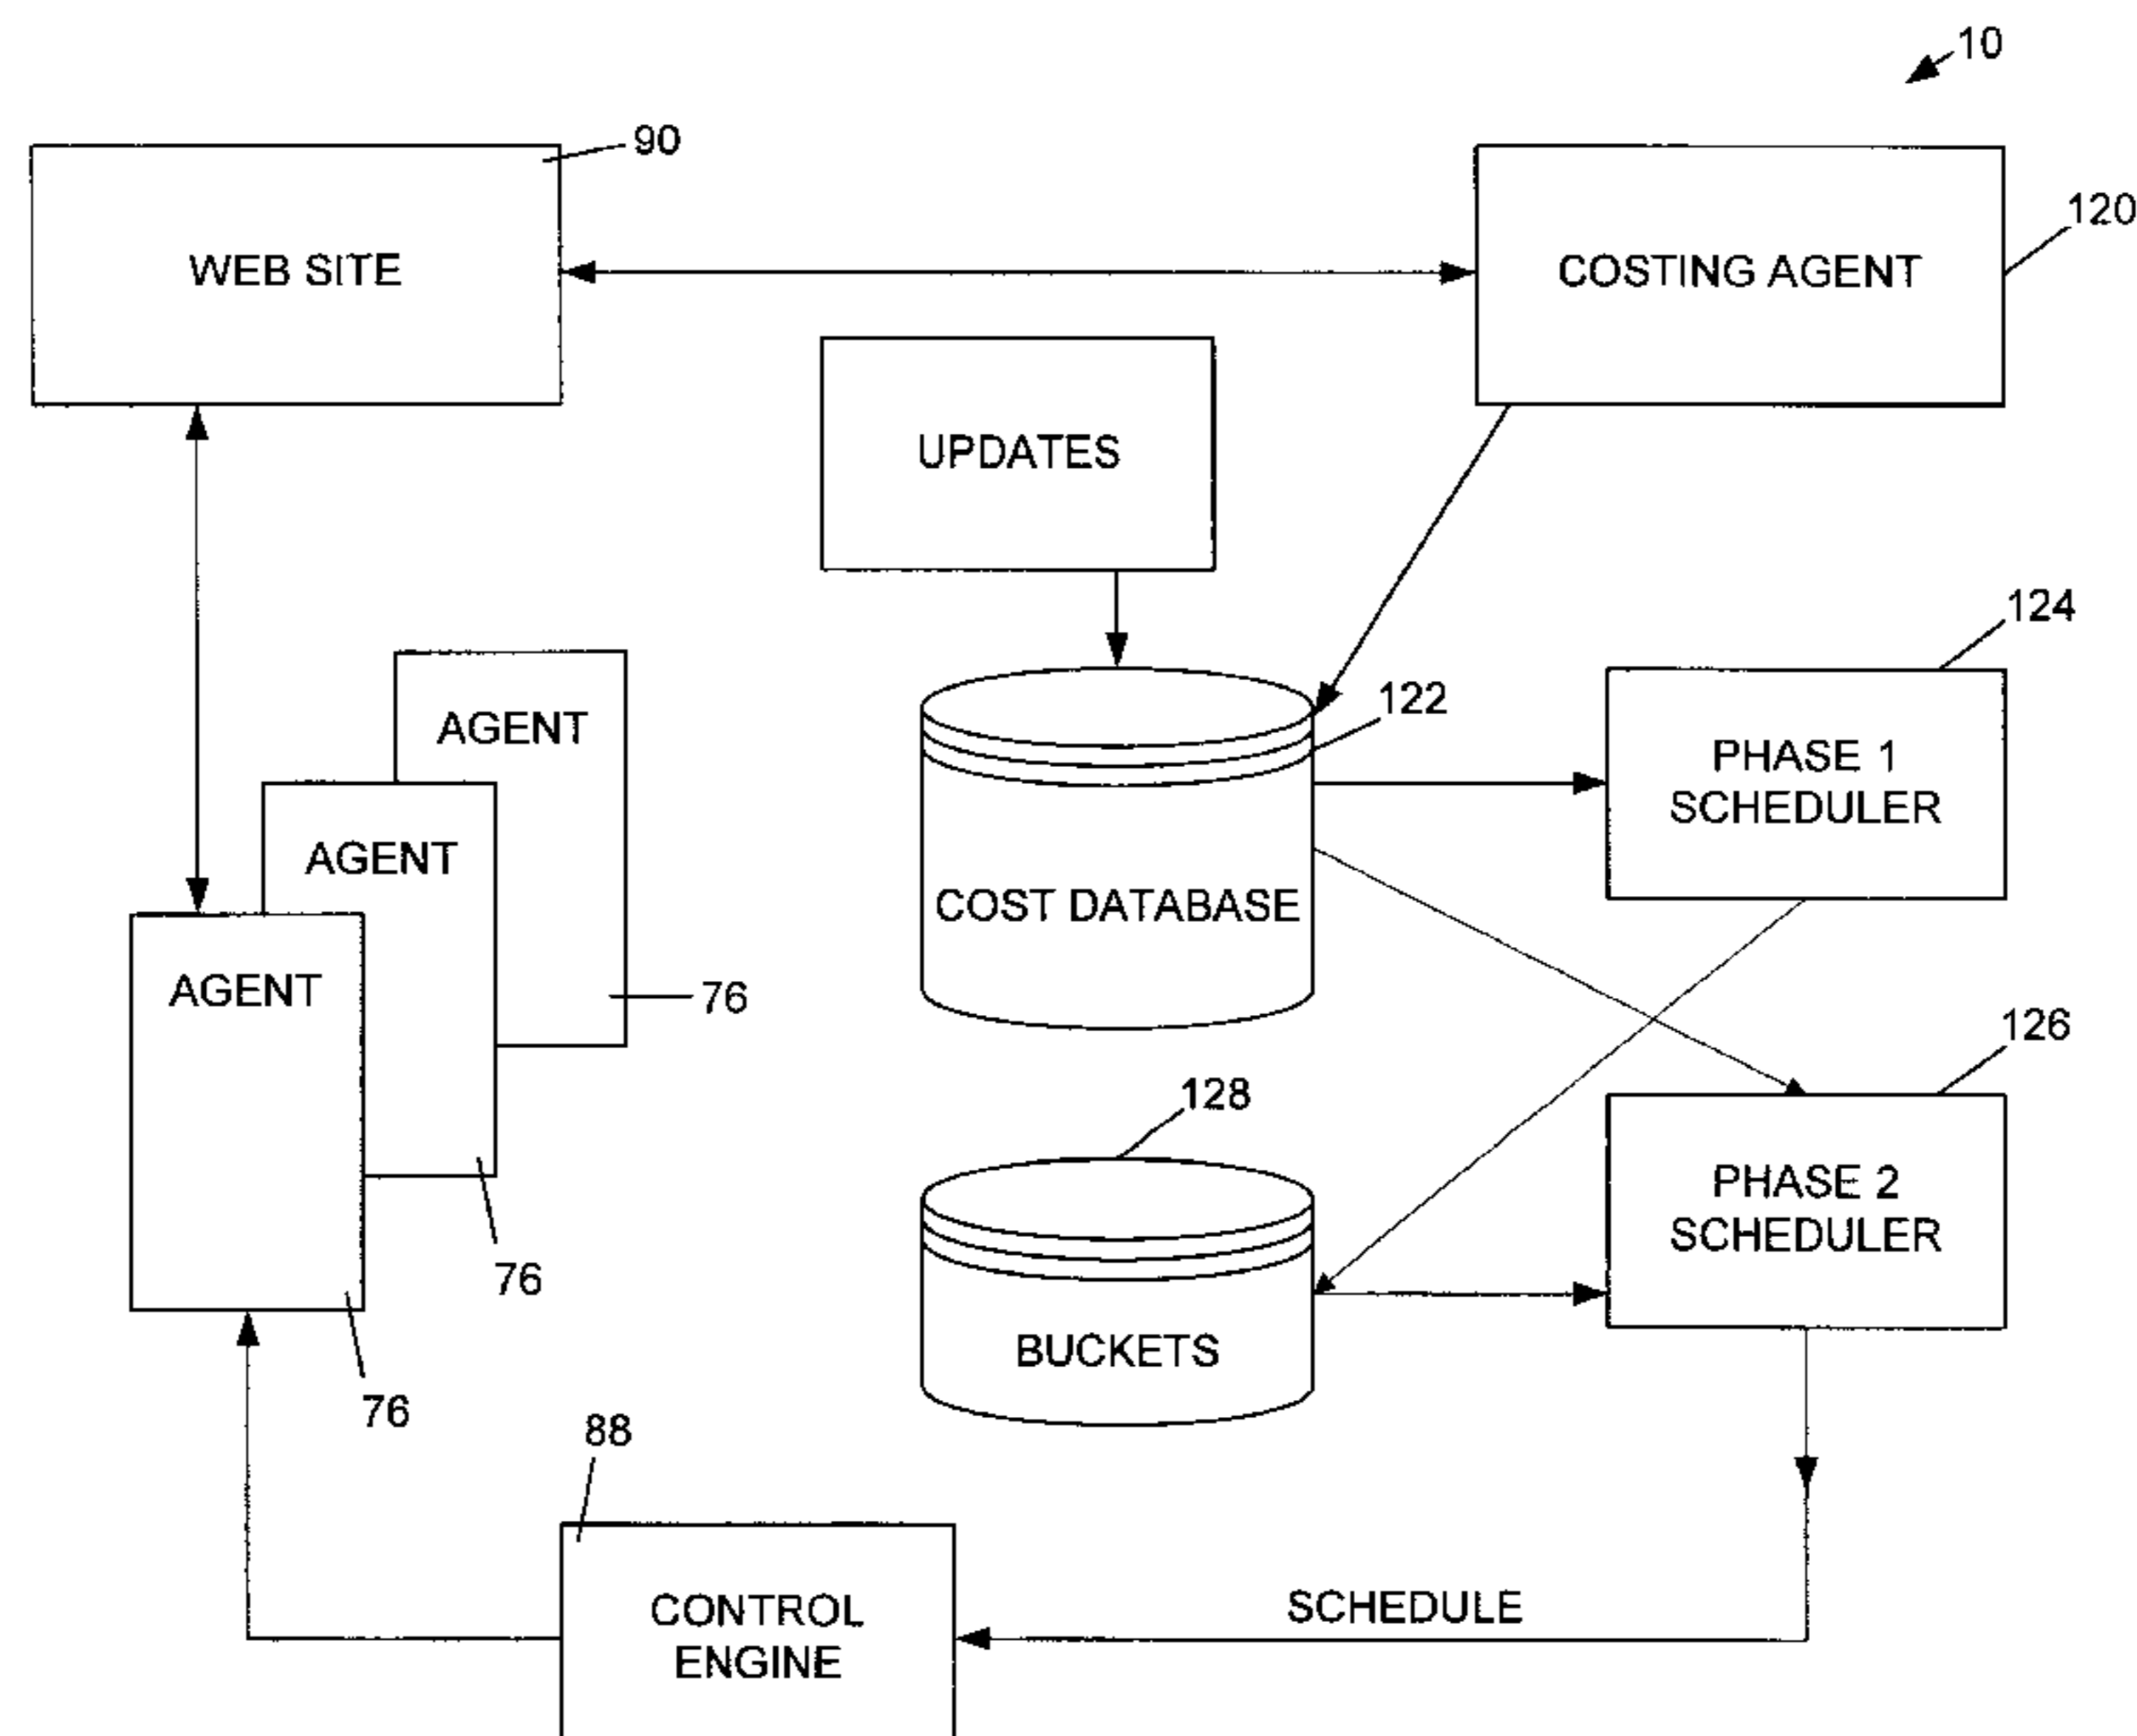 10
90
WEB SITE
COSTING AGENT
120
UPDATES
124
122
AGENT
PHASE 1
SCHEDULER
AGENT
COST DATABASE
AGENT
76
126
128
PHASE 2
SCHEDULER
76
BUCKETS
76
88
SCHEDULE
CONTROL
ENGINE